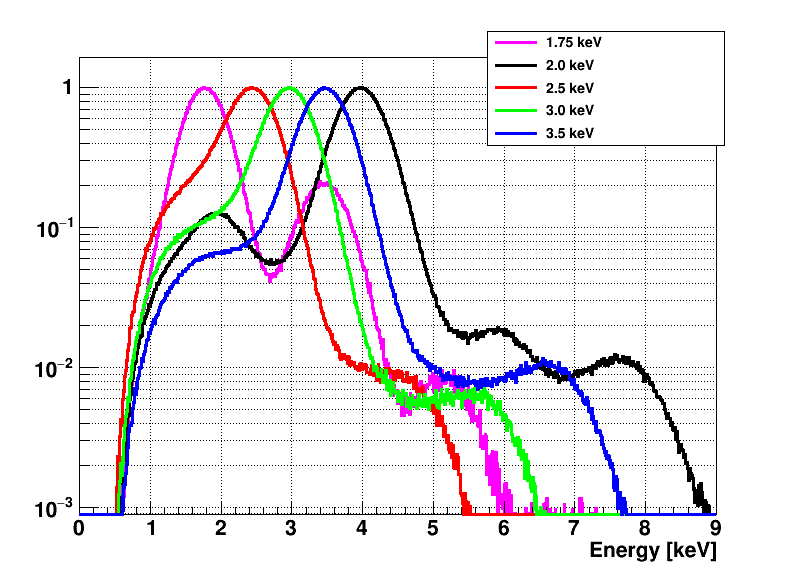 1.75 keV
2.0 keV
2.5 keV
3.0 keV
3.5 keV
1
10⁻¹
10⁻²
10⁻³
0 1 2 3 4 5 6 7 8 9
Energy [keV]